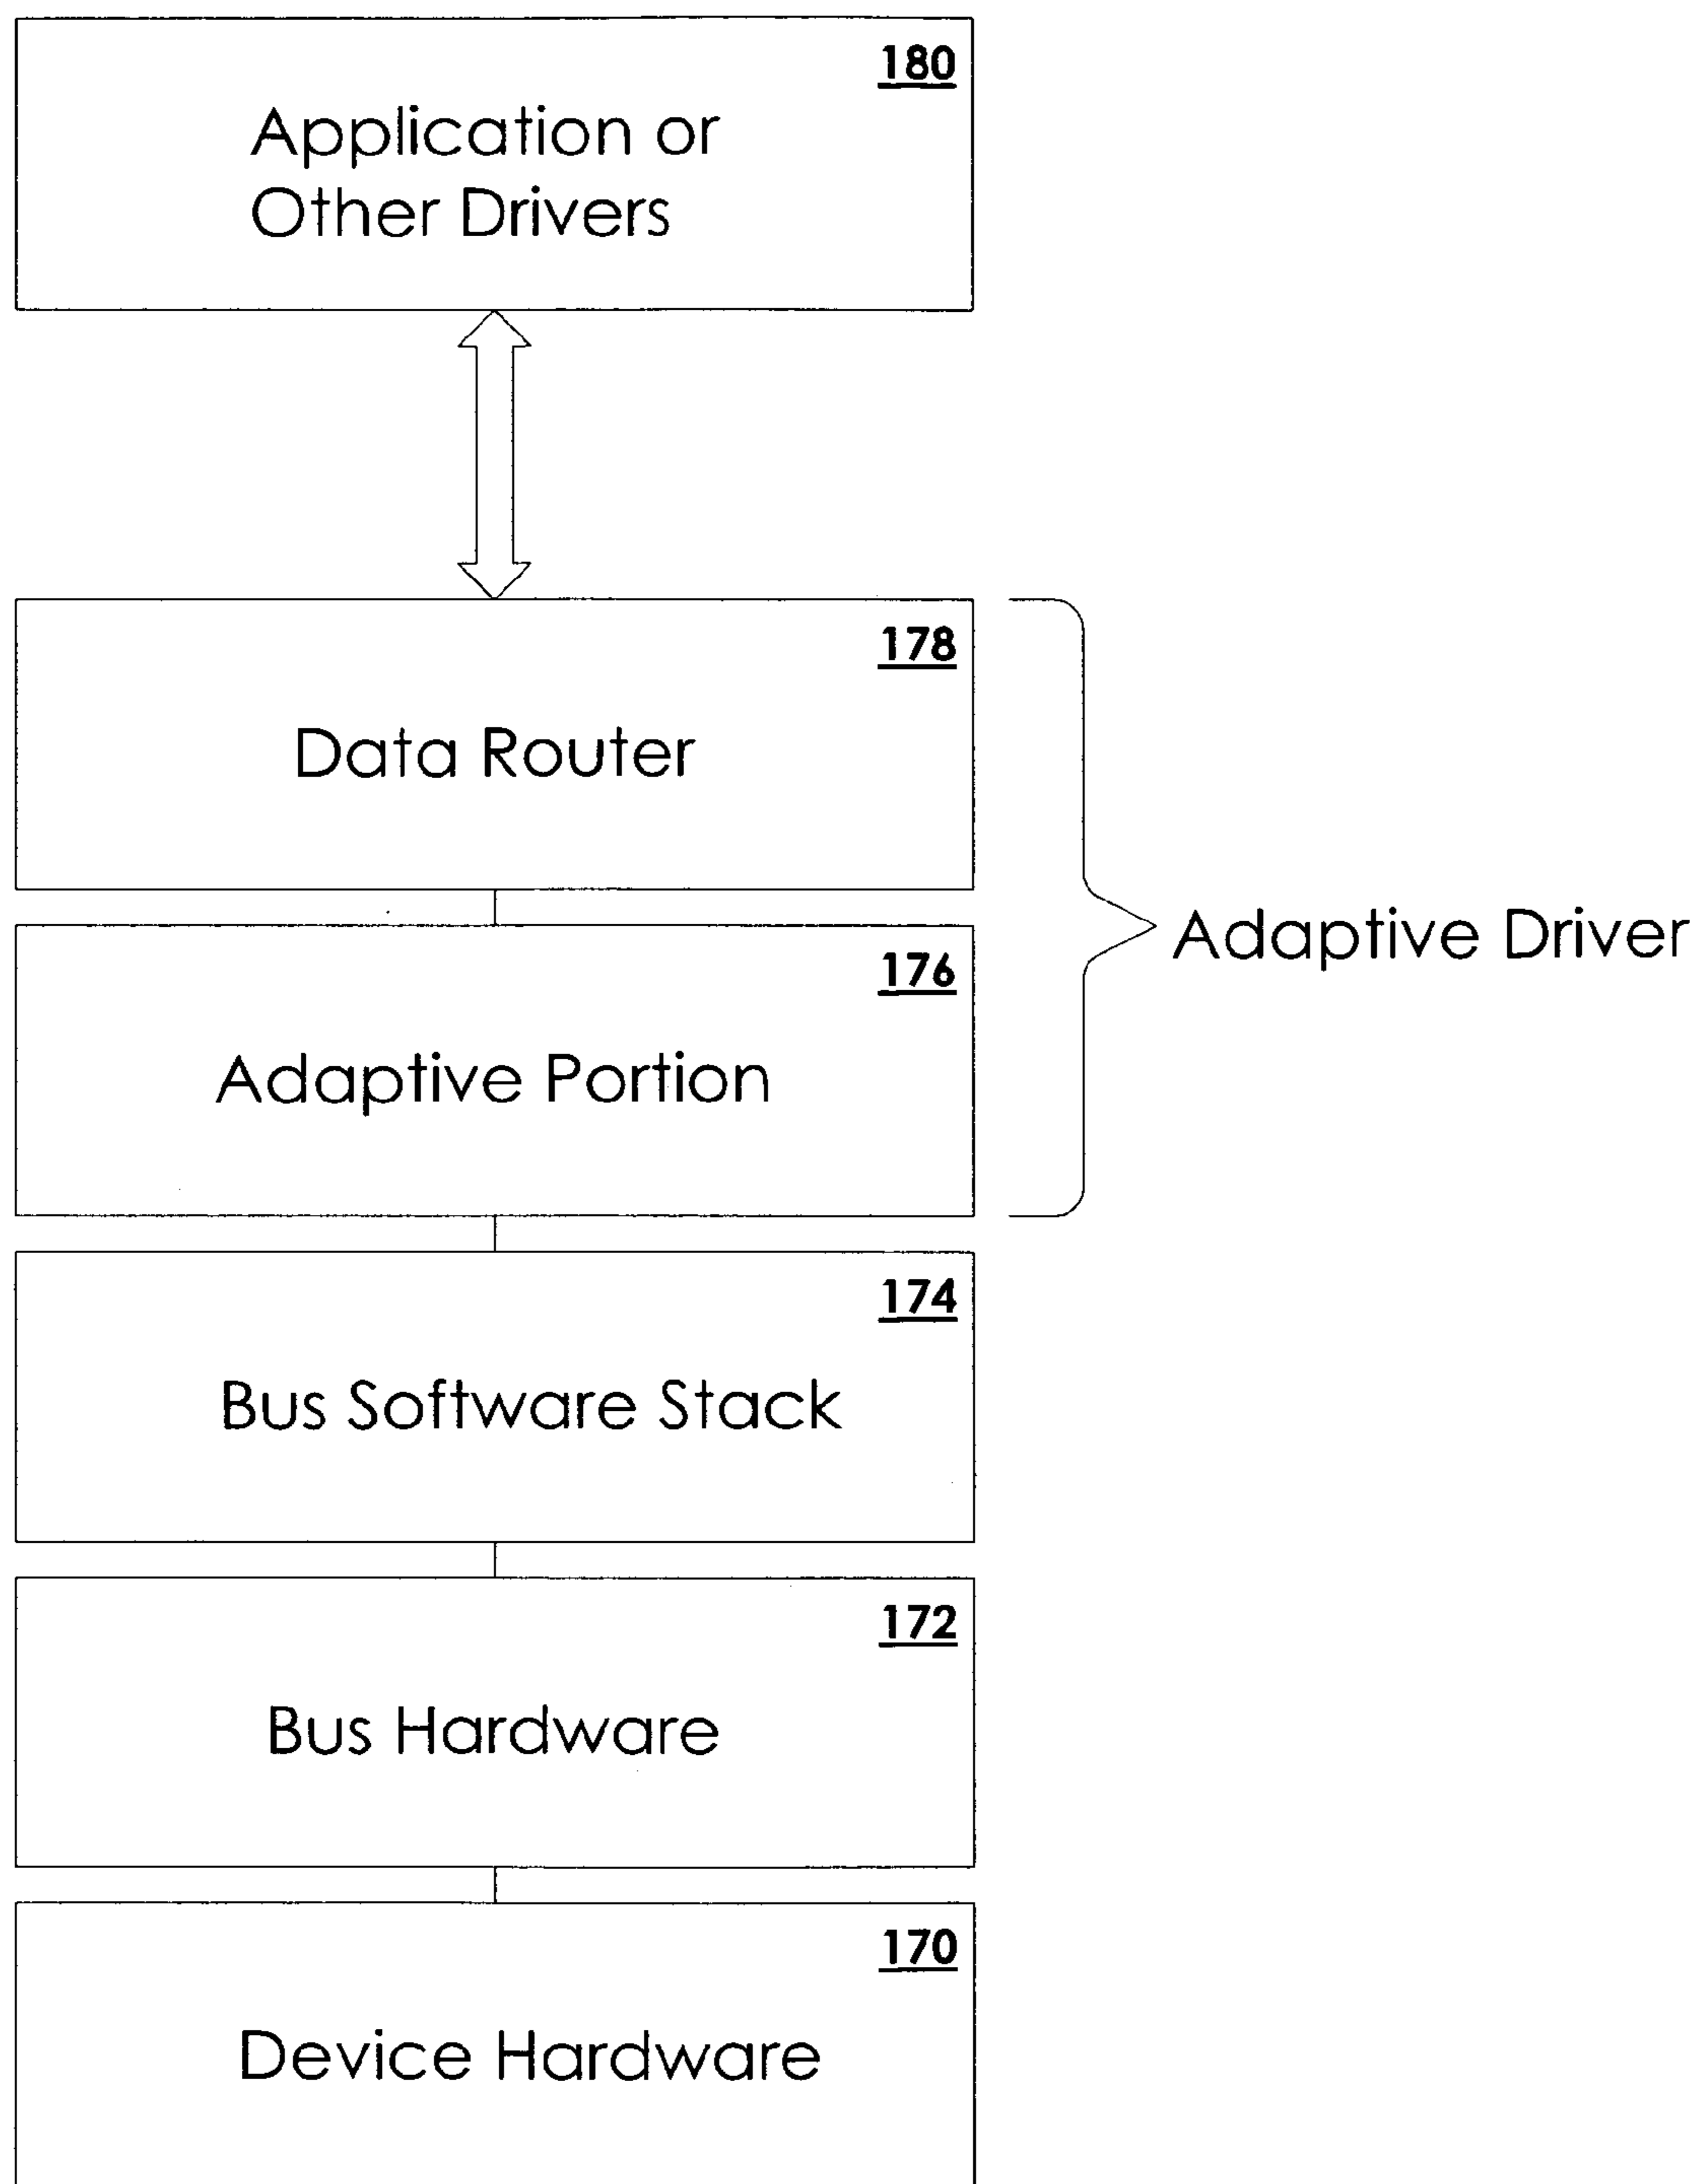 180
Application or
Other Drivers
178
Data Router
Adaptive Driver
176
Adaptive Portion
174
Bus Software Stack
172
Bus Hardware
170
Device Hardware